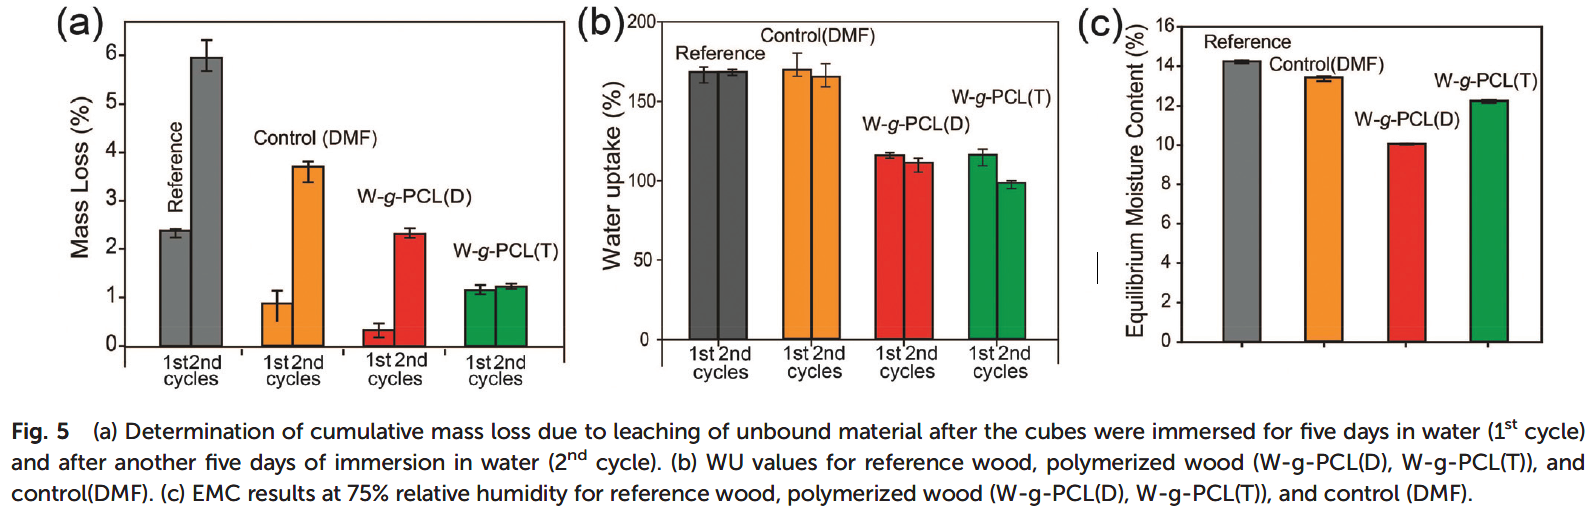 (a)
Mass Loss (%)
6
5
4
3
2
1
0
Reference
Control (DMF)
W-g-PCL(D)
W-g-PCL(T)
1st 2nd
cycles
1st 2nd
cycles
1st 2nd
cycles
1st 2nd
cycles
(b)
Water uptake (%)
200
150
100
50
0
Reference
Control(DMF)
W-g-PCL(D)
W-g-PCL(T)
1st 2nd
cycles
1st 2nd
cycles
1st 2nd
cycles
1st 2nd
cycles
(c)
Equilibrium Moisture Content (%)
16
14
12
10
8
6
4
2
0
Reference
Control(DMF)
W-g-PCL(D)
W-g-PCL(T)
Fig. 5 (a) Determination of cumulative mass loss due to leaching of unbound material after the cubes were immersed for five days in water (1st cycle)
and after another five days of immersion in water (2nd cycle). (b) WU values for reference wood, polymerized wood (W-g-PCL(D), W-g-PCL(T)), and
control(DMF). (c) EMC results at 75% relative humidity for reference wood, polymerized wood (W-g-PCL(D), W-g-PCL(T)), and control (DMF).